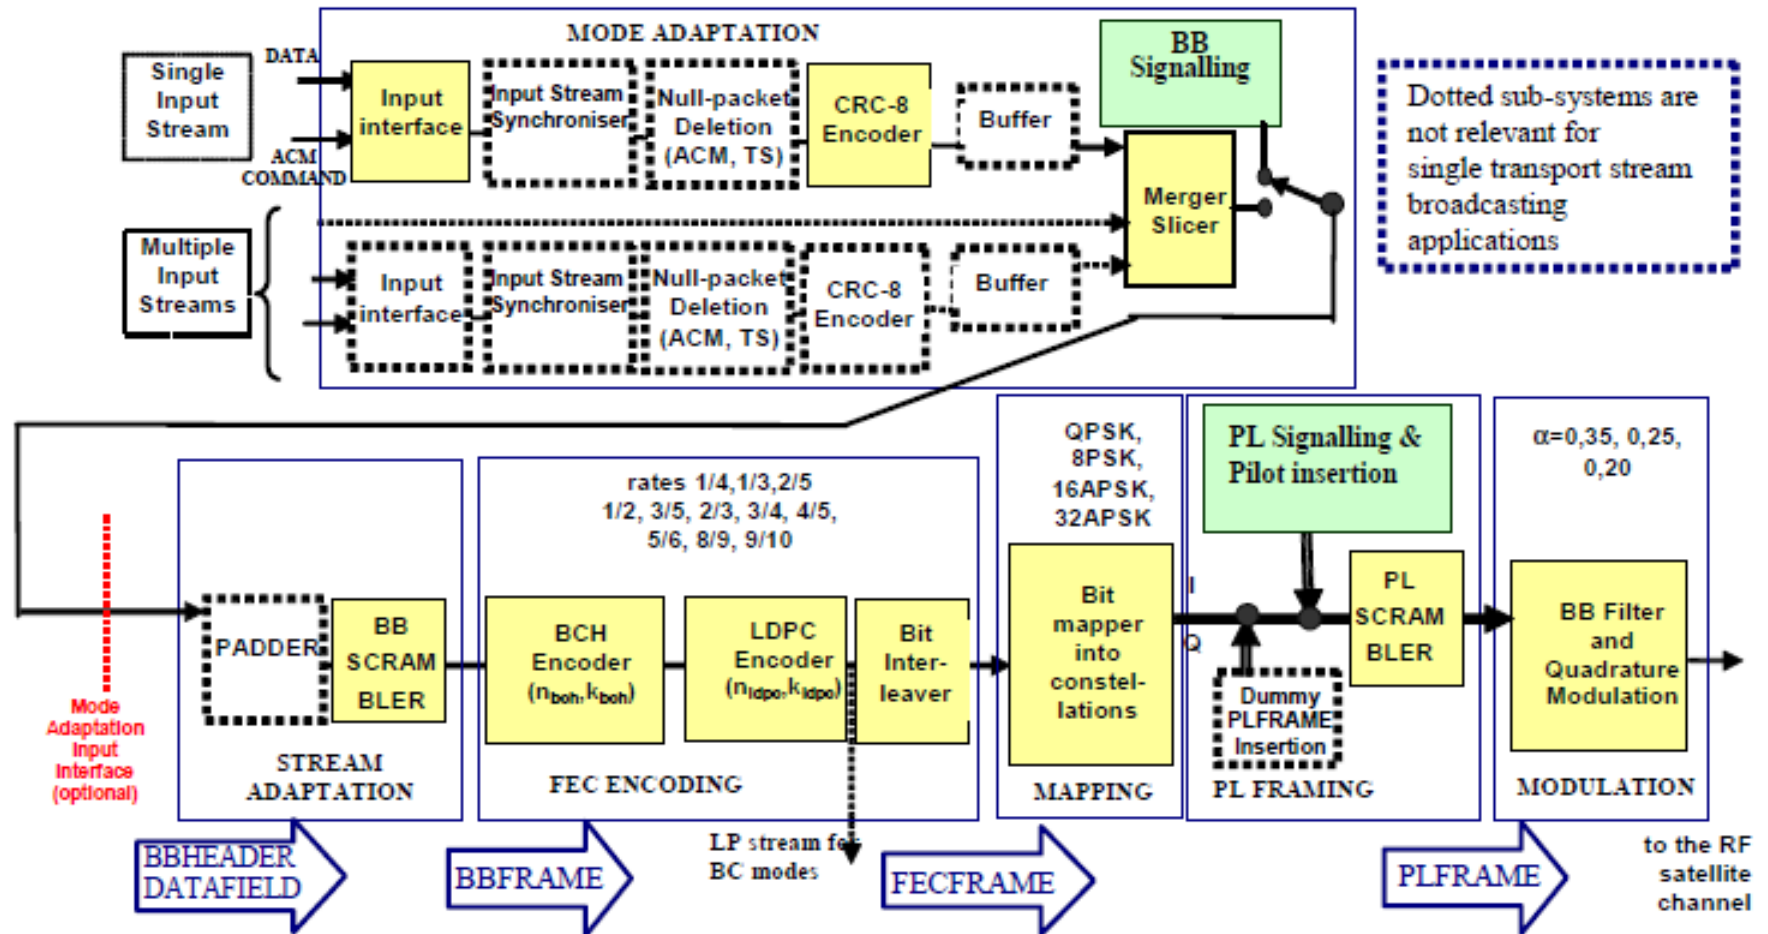 MODE ADAPTATION
Single
Input
Stream
DATA
ACM
COMMAND
Input
interface
Input Stream
Synchroniser
Null-packet
Deletion
(ACM, TS)
CRC-8
Encoder
Buffer
BB
Signalling
Merger
Slicer
Dotted sub-systems are
not relevant for
single transport stream
broadcasting
applications
Multiple
Input
Streams
Input
interface
Input Stream
Synchroniser
Null-packet
Deletion
(ACM, TS)
CRC-8
Encoder
Buffer
Mode
Adaptation
Input
Interface
(optional)
PADDER
BB
SCRAM
BLER
STREAM
ADAPTATION
rates 1/4,1/3,2/5
1/2, 3/5, 2/3, 3/4, 4/5,
5/6, 8/9, 9/10
BCH
Encoder
(nbch,kbch)
LDPC
Encoder
(nldpc,kldpc)
Bit
Inter-
leaver
FEC ENCODING
LP stream for
BC modes
QPSK,
8PSK,
16APSK,
32APSK
Bit
mapper
into
constel-
lations
MAPPING
I
Q
PL Signalling &
Pilot insertion
Dummy
PLFRAME
Insertion
PL
SCRAM
BLER
PL FRAMING
α=0,35, 0,25,
0,20
BB Filter
and
Quadrature
Modulation
MODULATION
BBHEADER
DATAFIELD
BBFRAME
FECFRAME
PLFRAME
to the RF
satellite
channel